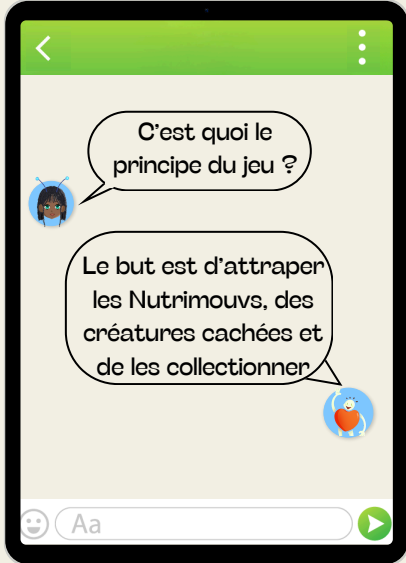 C'est quoi le
principe du jeu ?
Le but est d'attraper
les Nutrimouvs, des
créatures cachées et
de les collectionner
Aa